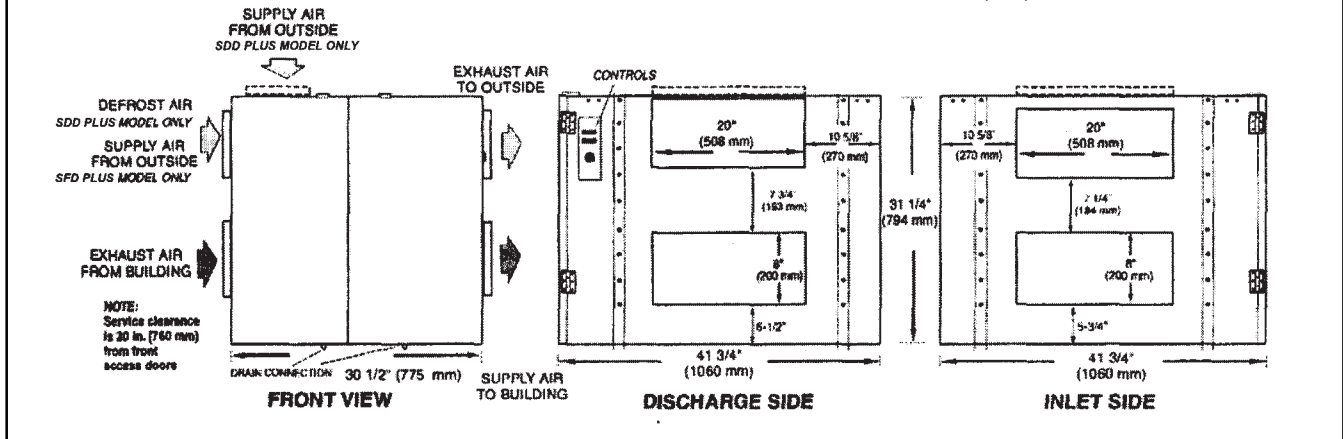 SUPPLY AIR
FROM OUTSIDE
SDD PLUS MODEL ONLY
DEFROST AIR
SDD PLUS MODEL ONLY
SUPPLY AIR
FROM OUTSIDE
SFD PLUS MODEL ONLY
EXHAUST AIR
FROM BUILDING
NOTE:
Service clearance
is 30 in. (760 mm)
from front
access doors
EXHAUST AIR
TO OUTSIDE
DRAIN CONNECTION
30 1/2" (775 mm)
SUPPLY AIR
TO BUILDING
FRONT VIEW
CONTROLS
20"
(508 mm)
10 5/8"
(270 mm)
7 3/4"
(193 mm)
8"
(200 mm)
6-1/2"
41 3/4"
(1060 mm)
DISCHARGE SIDE
31 1/4"
(794 mm)
10 5/8"
(270 mm)
20"
(508 mm)
7 1/4"
(184 mm)
8"
(200 mm)
5-3/4"
41 3/4"
(1060 mm)
INLET SIDE